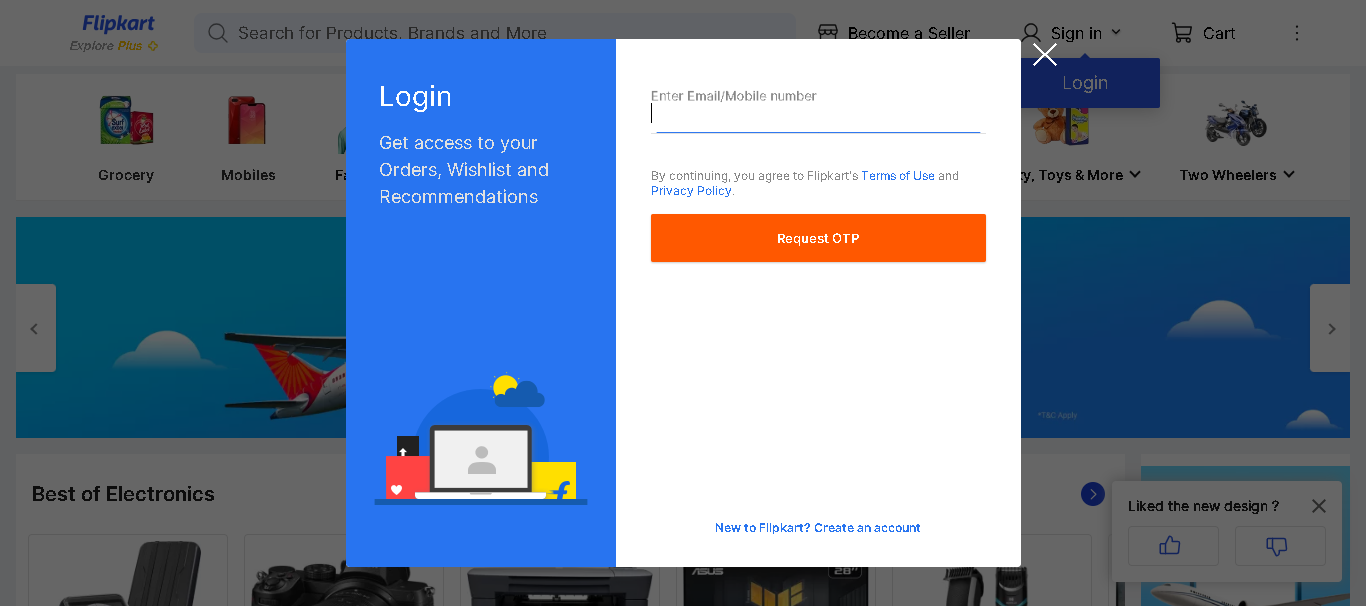 Flipkart
Explore Plus
Search for Products, Brands and More
Become a Seller
Sign in
Cart
Login
Grocery
Mobiles
Fa
ty, Toys & More
Two Wheelers
Login
Get access to your
Orders, Wishlist and
Recommendations
Enter Email/Mobile number
By continuing, you agree to Flipkart's Terms of Use and
Privacy Policy.
Request OTP
New to Flipkart? Create an account
*T&C Apply
Best of Electronics
Liked the new design ?
ASUS